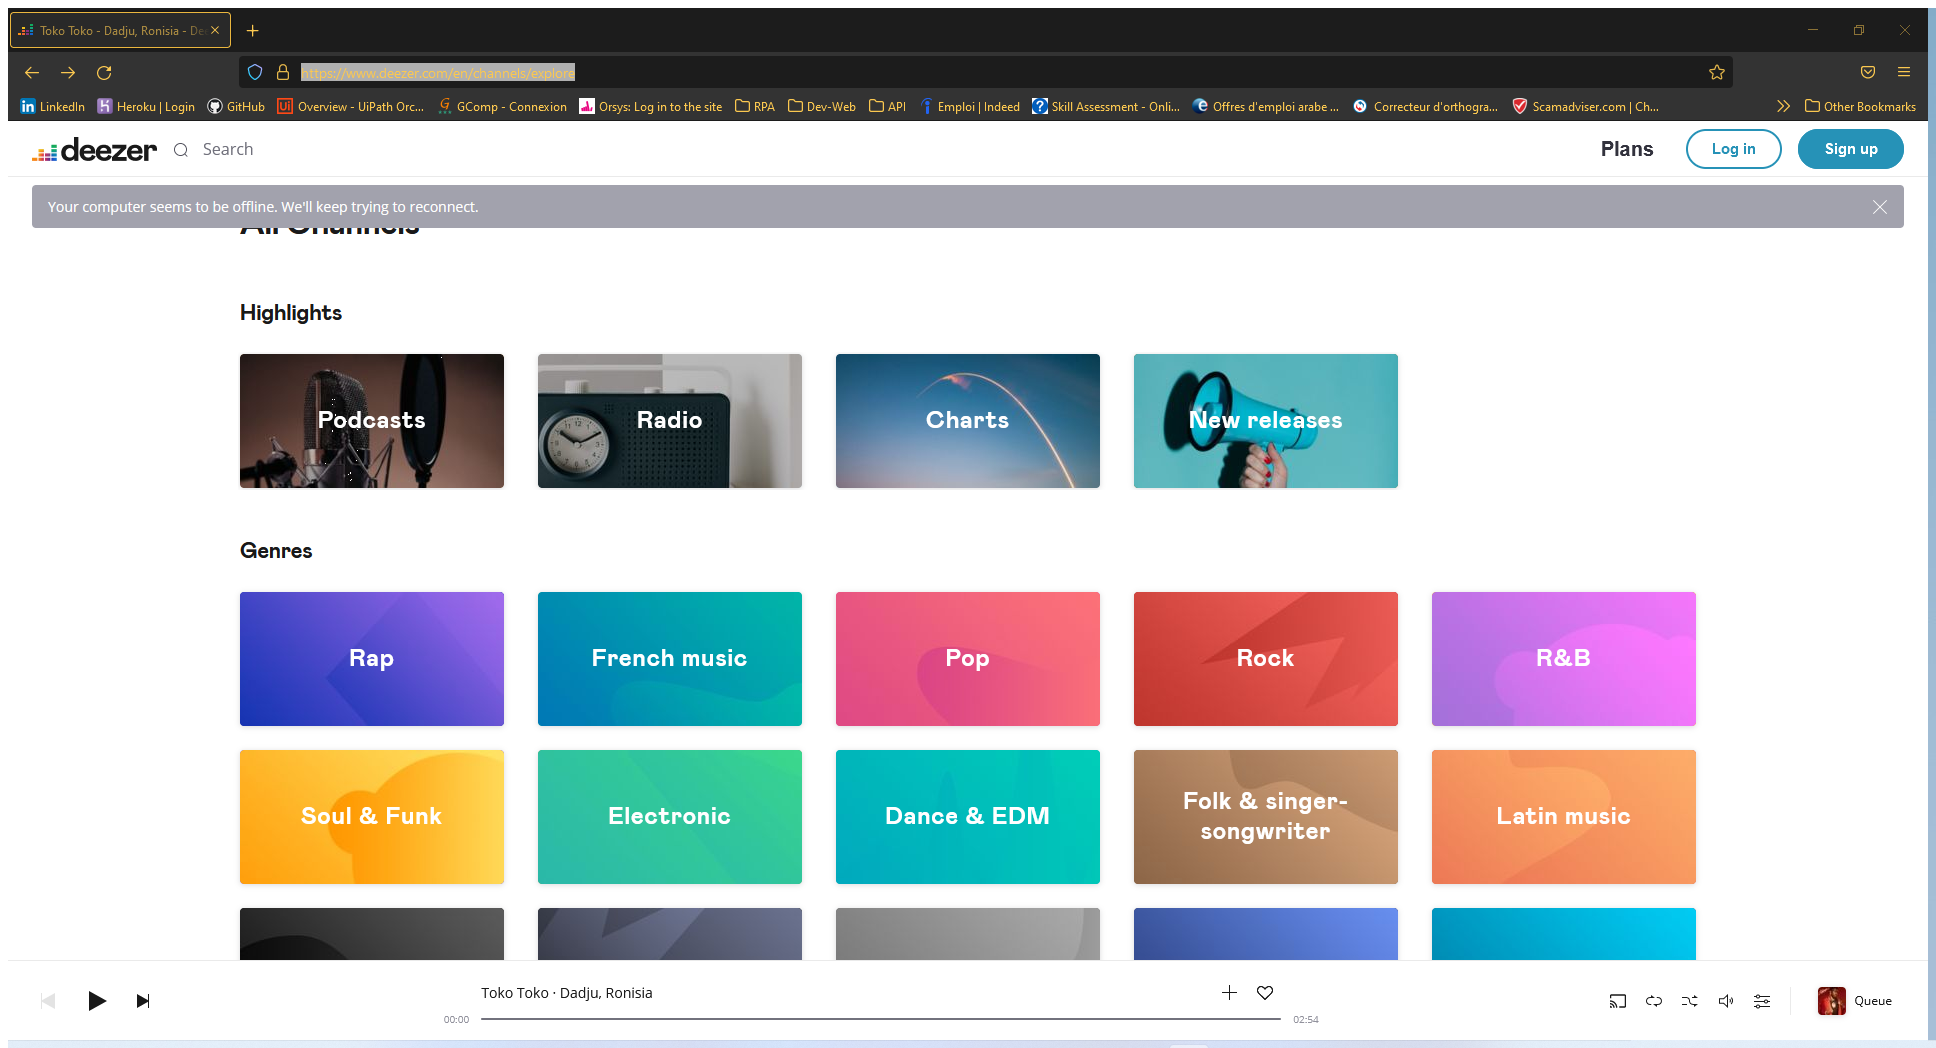 Toko Toko - Dadju, Ronisia - De
https://www.deezer.com/en/channels/explore
LinkedIn Heroku | Login GitHub Overview - UiPath Orc... GComp - Connexion Orsys: Log in to the site RPA Dev-Web API Emploi | Indeed Skill Assessment - Onli... Offres d'emploi arabe ... Correcteur d'orthogra... Scamadviser.com | Ch... Other Bookmarks
deezer Search Plans Log in Sign up
Your computer seems to be offline. We'll keep trying to reconnect.
All Channels
Highlights
Podcasts Radio Charts New releases
Genres
Rap French music Pop Rock R&B
Soul & Funk Electronic Dance & EDM Folk & singer-
songwriter Latin music
Toko Toko · Dadju, Ronisia
00:00 02:54
Queue